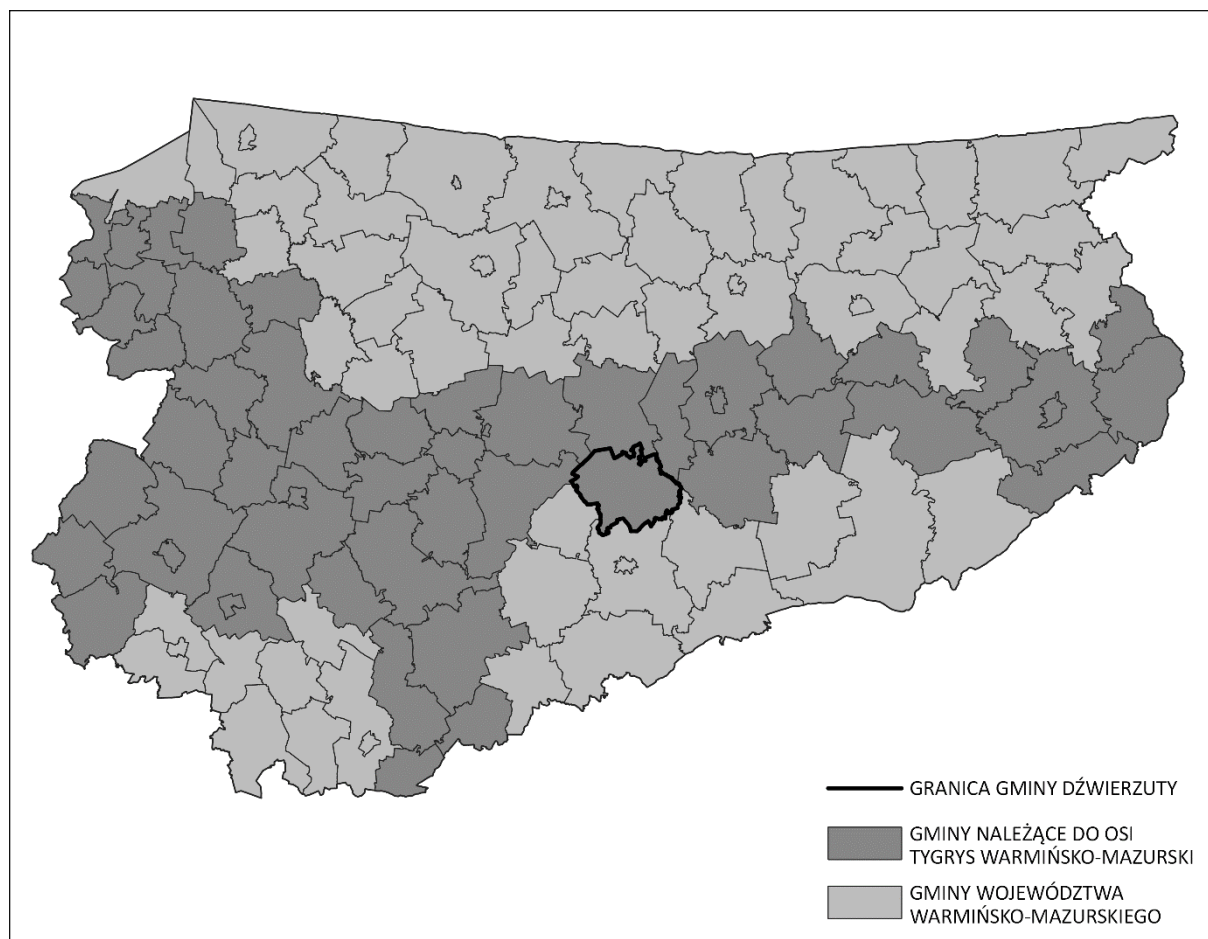 GRANICA GMINY DŹWIERZUTY
GMINY NALEŻĄCE DO OSI
TYGRYS WARMIŃSKO-MAZURSKI
GMINY WOJEWÓDZTWA
WARMIŃSKO-MAZURSKIEGO